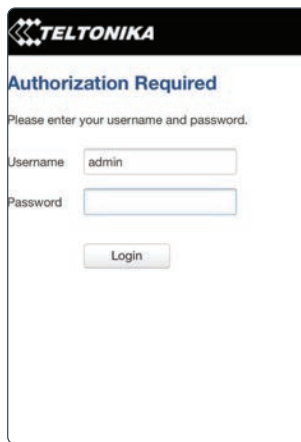 TELTONIKA
Authorization Required
Please enter your username and password.
Username admin
Password
Login